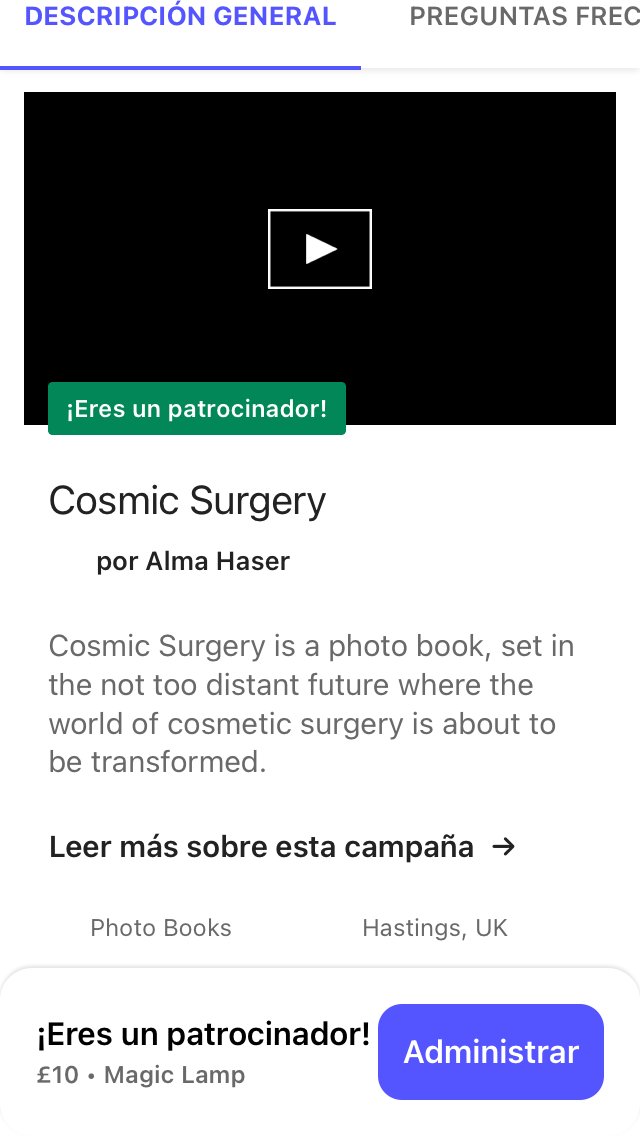 DESCRIPCIÓN GENERAL
PREGUNTAS FREC
¡Eres un patrocinador!
Cosmic Surgery
por Alma Haser
Cosmic Surgery is a photo book, set in
the not too distant future where the
world of cosmetic surgery is about to
be transformed.
Leer más sobre esta campaña →
Photo Books
Hastings, UK
¡Eres un patrocinador!
£10 • Magic Lamp
Administrar